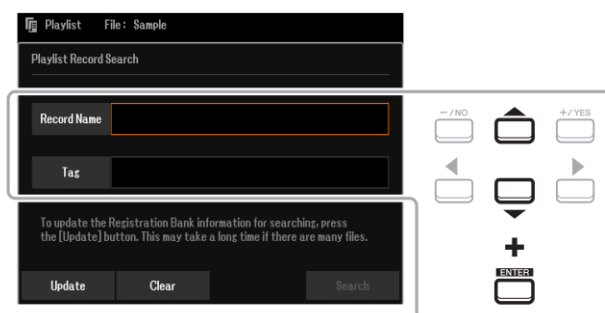 Playlist File: Sample
Playlist Record Search
Record Name
Tag
To update the Registration Bank information for searching, press
the [Update] button. This may take a long time if there are many files.
Update Clear Search
-/NO +/YES
+
ENTER